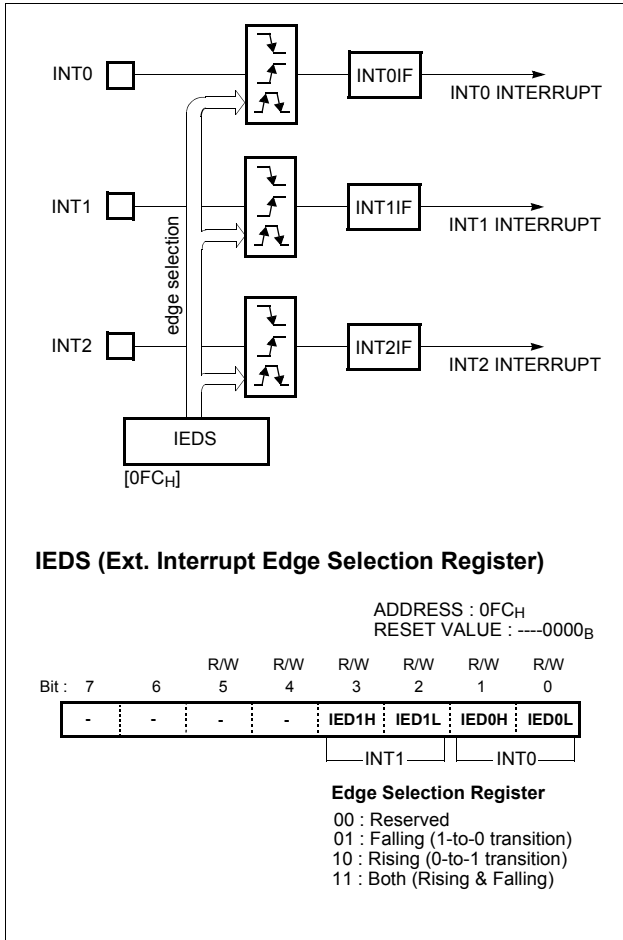 INT0
INT0IF
INT0 INTERRUPT
INT1
INT1IF
INT1 INTERRUPT
edge selection
INT2
INT2IF
INT2 INTERRUPT
IEDS
[0FCH]
IEDS (Ext. Interrupt Edge Selection Register)
ADDRESS : 0FCH
RESET VALUE : ----0000B
R/W R/W R/W R/W R/W R/W
Bit : 7 6 5 4 3 2 1 0
- - - - IED1H IED1L IED0H IED0L
INT1 INT0
Edge Selection Register
00 : Reserved
01 : Falling (1-to-0 transition)
10 : Rising (0-to-1 transition)
11 : Both (Rising & Falling)